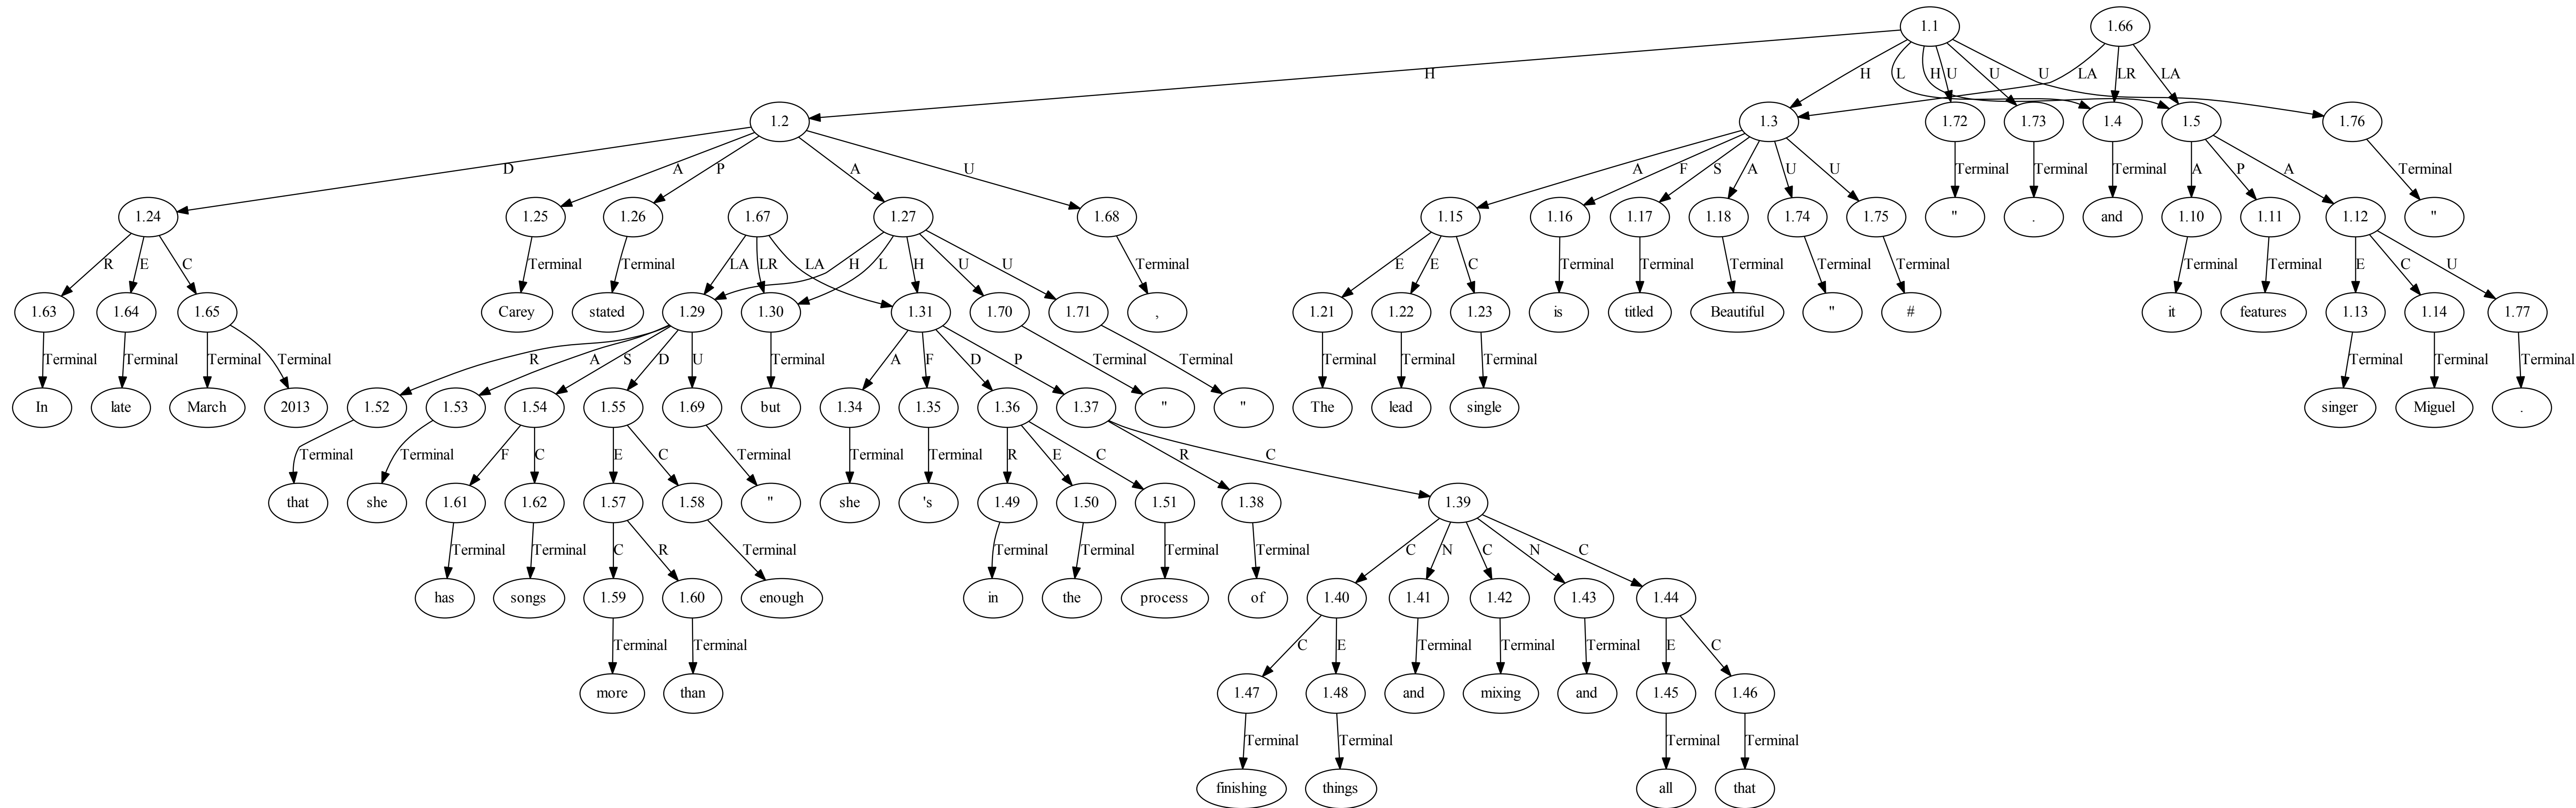 1.1 1.66
H H L H U U U LA LR LA
1.2 1.3 1.72 1.73 1.4 1.5 1.76
D A P A U A F S A U U Terminal Terminal Terminal A P A Terminal
1.24 1.25 1.26 1.67 1.27 1.68 1.15 1.16 1.17 1.18 1.74 1.75 " . and 1.10 1.11 1.12 "
R E C Terminal Terminal LA LR LA H L H U U Terminal E E C Terminal Terminal Terminal Terminal Terminal Terminal Terminal E C U
1.63 1.64 1.65 Carey stated 1.29 1.30 1.31 1.70 1.71 , 1.21 1.22 1.23 is titled Beautiful " # it features 1.13 1.14 1.77
Terminal Terminal Terminal Terminal R A S D U Terminal A F D P Terminal Terminal Terminal Terminal Terminal Terminal Terminal Terminal
In late March 2013 1.52 1.53 1.54 1.55 1.69 but 1.34 1.35 1.36 1.37 " " The lead single singer Miguel .
Terminal Terminal F C E C Terminal Terminal Terminal R E C R C
that she 1.61 1.62 1.57 1.58 " she 's 1.49 1.50 1.51 1.38 1.39
Terminal Terminal C R Terminal Terminal Terminal Terminal Terminal C N C N C
has songs 1.59 1.60 enough in the process of 1.40 1.41 1.42 1.43 1.44
Terminal Terminal C E Terminal Terminal Terminal E C
more than 1.47 1.48 and mixing and 1.45 1.46
Terminal Terminal Terminal Terminal
finishing things all that